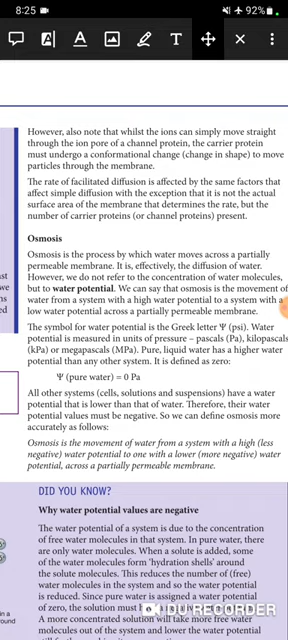 8:25
92%
However, also note that whilst the ions can simply move straight
through the ion pore of a channel protein, the carrier protein
must undergo a conformational change (change in shape) to move
particles through the membrane.
The rate of facilitated diffusion is affected by the same factors that
affect simple diffusion with the exception that it is not the actual
surface area of the membrane that determines the rate, but
the number of carrier proteins (or channel proteins) present.
Osmosis
Osmosis is the process by which water moves across a partially
permeable membrane. It is, effectively, the diffusion of water.
However, we do not refer to the concentration of water molecules,
but to water potential. We can say that osmosis is the movement of
water from a system with a high water potential to a system with a
low water potential across a partially permeable membrane.
The symbol for water potential is the Greek letter Ψ (psi). Water
potential is measured in units of pressure – pascals (Pa), kilopascals
(kPa) or megapascals (MPa). Pure, liquid water has a higher water
potential than any other system. It is defined as zero:
Ψ (pure water) = 0 Pa
All other systems (cells, solutions and suspensions) have a water
potential that is lower than that of water. Therefore, their water
potential values must be negative. So we can define osmosis more
accurately as follows:
Osmosis is the movement of water from a system with a high (less
negative) water potential to one with a lower (more negative) water
potential, across a partially permeable membrane.
DID YOU KNOW?
Why water potential values are negative
The water potential of a system is due to the concentration
of free water molecules in that system. In pure water, there
are only water molecules. When a solute is added, some
of the water molecules form 'hydration shells' around
the solute molecules. This reduces the number of (free)
water molecules in the system and so the water potential
is reduced. Since pure water is assigned a water potential
of zero, the solution must
A more concentrated solution will take more water
molecules out of the system and lower the water potential
DU RECORDER